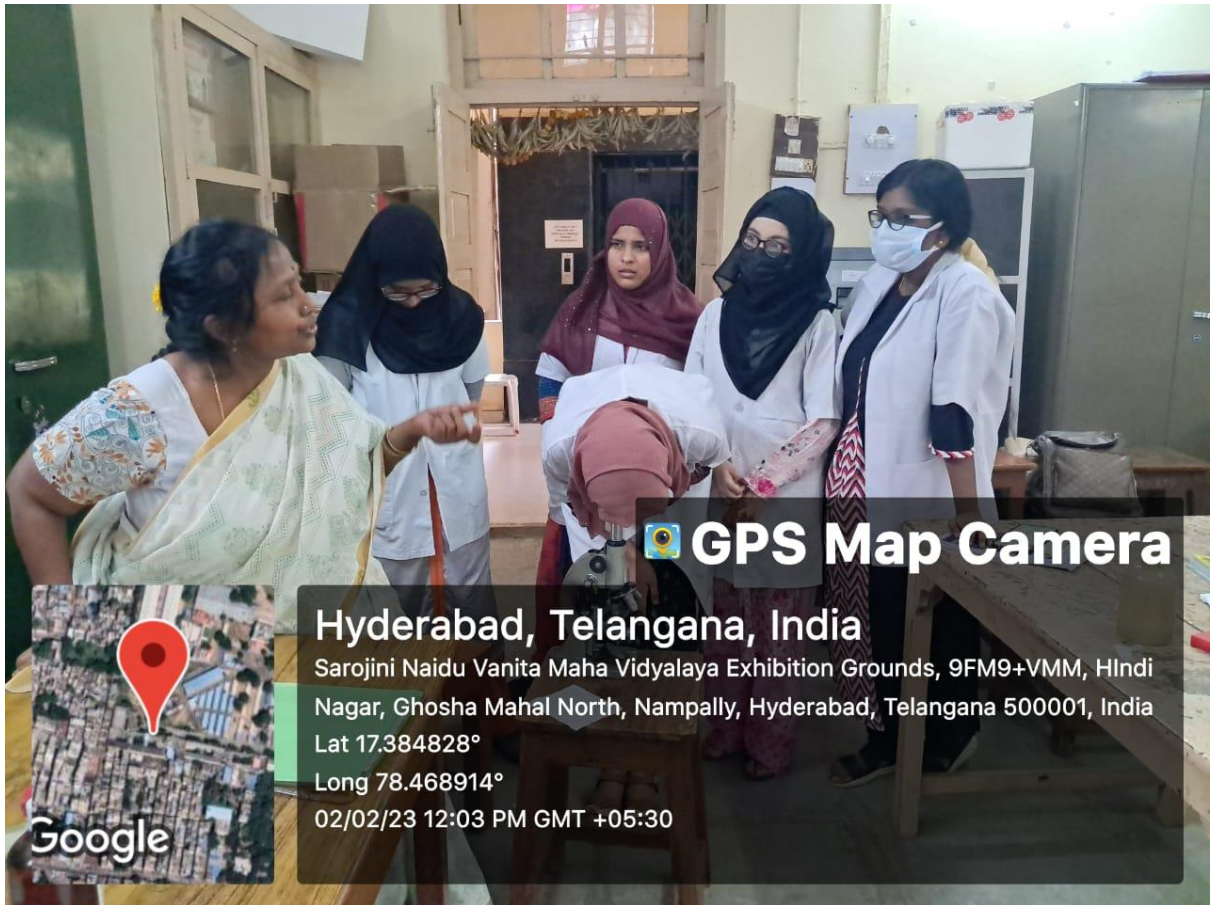 GPS Map Camera
Hyderabad, Telangana, India
Sarojini Naidu Vanita Maha Vidyalaya Exhibition Grounds, 9FM9+VMM, HIndi
Nagar, Ghosha Mahal North, Nampally, Hyderabad, Telangana 500001, India
Lat 17.384828°
Long 78.468914°
02/02/23 12:03 PM GMT +05:30
Google